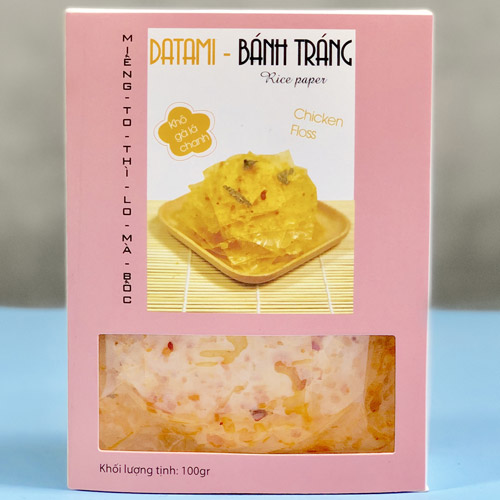 DATAMI - BÁNH TRÁNG
Rice paper
MIẾNG - TO - THÌ - LO - MÀ - BỐC
Khô
gà lá
chanh
Chicken
Floss
Khối lượng tịnh: 100gr